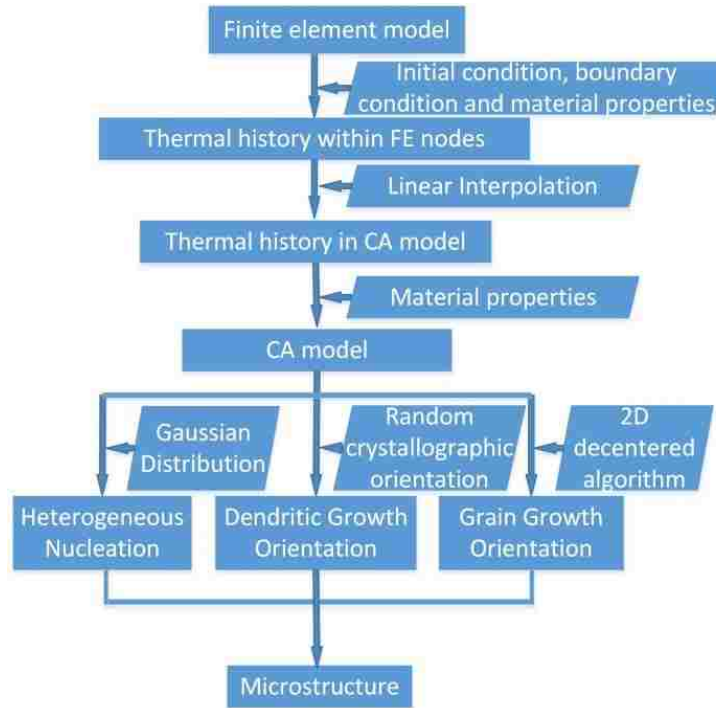 Finite element model
Initial condition, boundary
condition and material properties
Thermal history within FE nodes
Linear Interpolation
Thermal history in CA model
Material properties
CA model
Gaussian
Distribution
Random
crystallographic
orientation
2D
decentered
algorithm
Heterogeneous
Nucleation
Dendritic Growth
Orientation
Grain Growth
Orientation
Microstructure